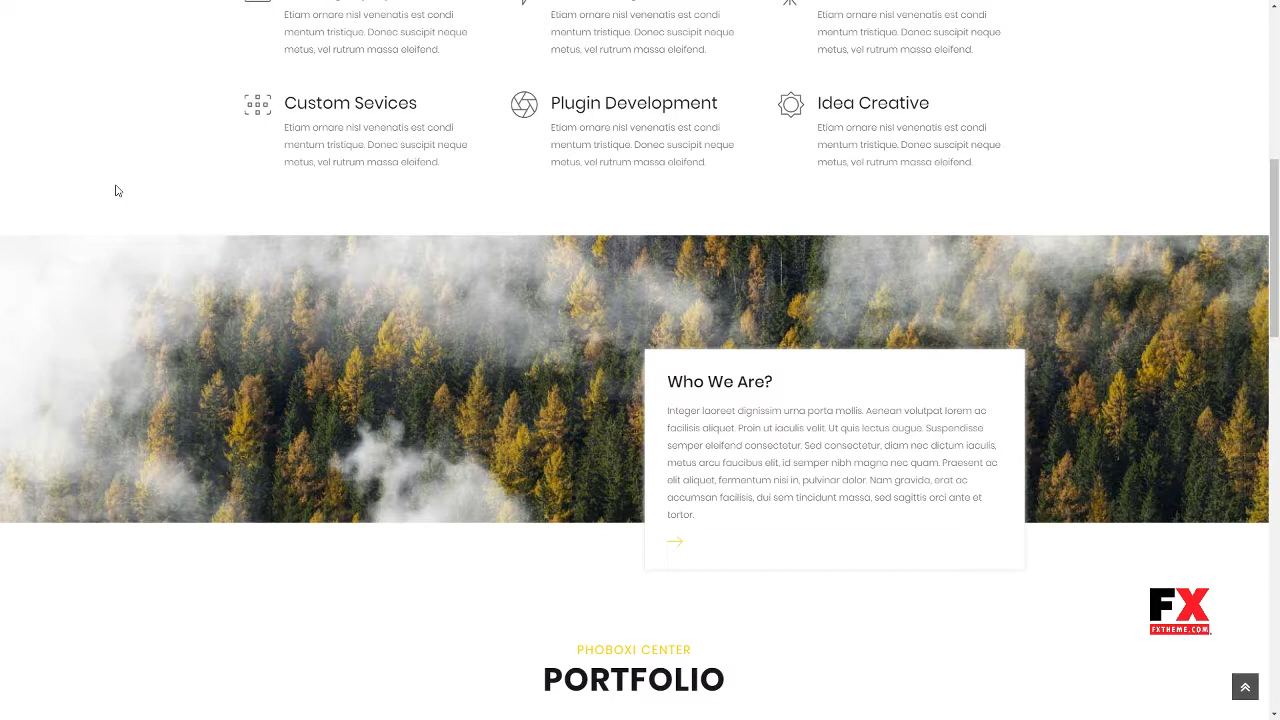 Etiam ornare nisl venenatis est condi
mentum tristique. Donec suscipit neque
metus, vel rutrum massa eleifend.
Etiam ornare nisl venenatis est condi
mentum tristique. Donec suscipit neque
metus, vel rutrum massa eleifend.
Etiam ornare nisl venenatis est condi
mentum tristique. Donec suscipit neque
metus, vel rutrum massa eleifend.
Custom Sevices
Etiam ornare nisl venenatis est condi
mentum tristique. Donec suscipit neque
metus, vel rutrum massa eleifend.
Plugin Development
Etiam ornare nisl venenatis est condi
mentum tristique. Donec suscipit neque
metus, vel rutrum massa eleifend.
Idea Creative
Etiam ornare nisl venenatis est condi
mentum tristique. Donec suscipit neque
metus, vel rutrum massa eleifend.
Who We Are?
Integer laoreet dignissim urna porta mollis. Aenean volutpat lorem ac
facilisis aliquet. Proin ut iaculis velit. Ut quis lectus augue. Suspendisse
semper eleifend consectetur. Sed consectetur, diam nec dictum iaculis,
metus arcu faucibus elit, id semper nibh magna nec quam. Praesent ac
elit aliquet, fermentum nisi in, pulvinar dolor. Nam gravida, erat ac
accumsan facilisis, dui sem tincidunt massa, sed sagittis orci ante et
tortor.
FX
FXTHEME.COM
PHOBOXI CENTER
PORTFOLIO